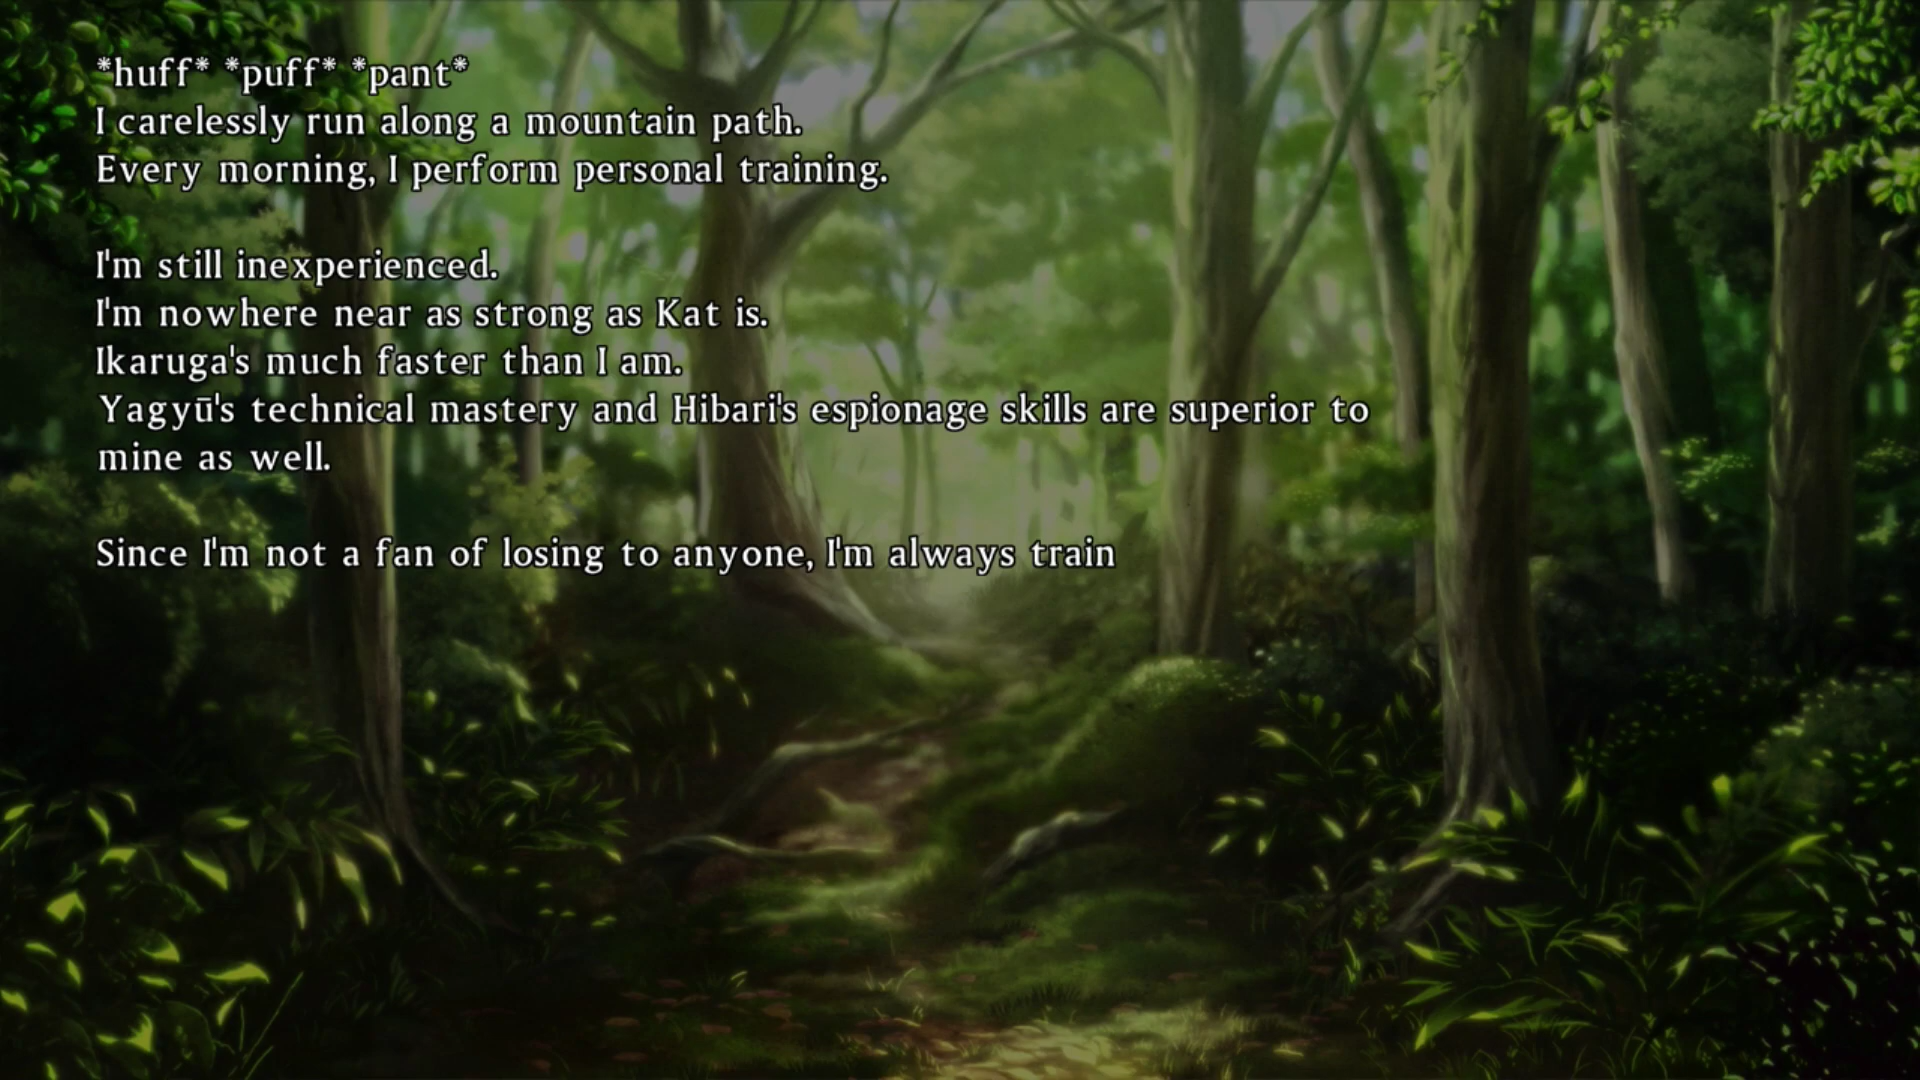 *huff* *puff* *pant*
I carelessly run along a mountain path.
Every morning, I perform personal training.
I'm still inexperienced.
I'm nowhere near as strong as Kat is.
Ikaruga's much faster than I am.
Yagyū's technical mastery and Hibari's espionage skills are superior to
mine as well.
Since I'm not a fan of losing to anyone, I'm always train